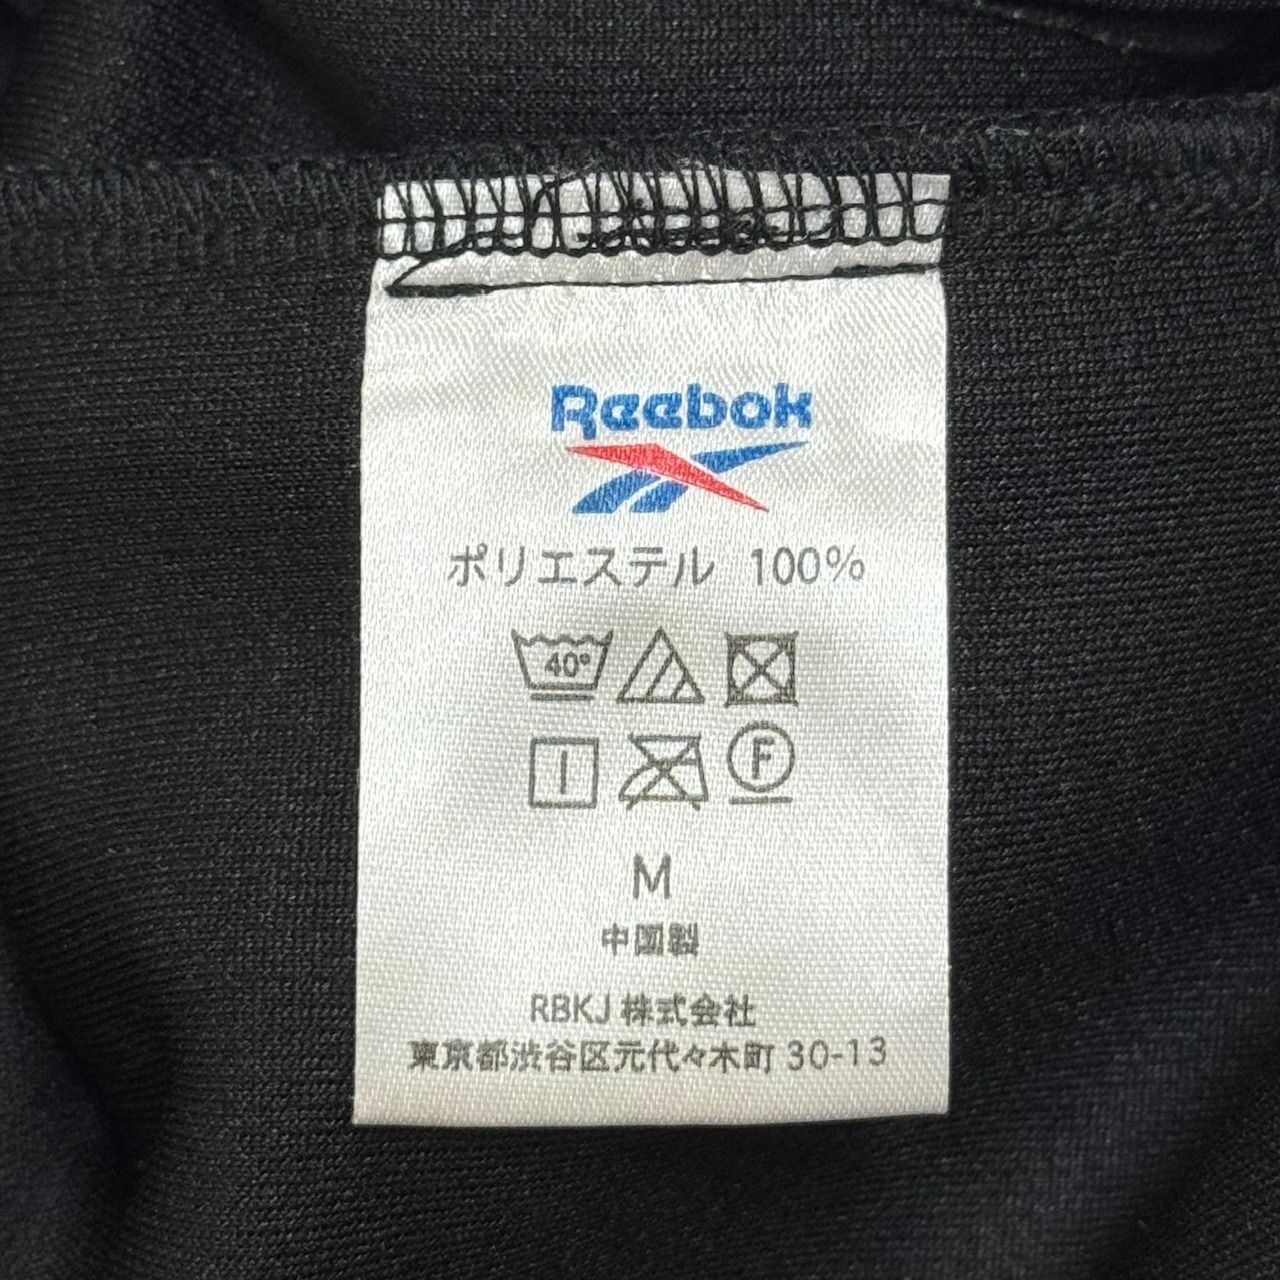 Reebok
ポリエステル 100%
40°
F
M
中国製
RBKJ 株式会社
東京都渋谷区元代々木町 30-13